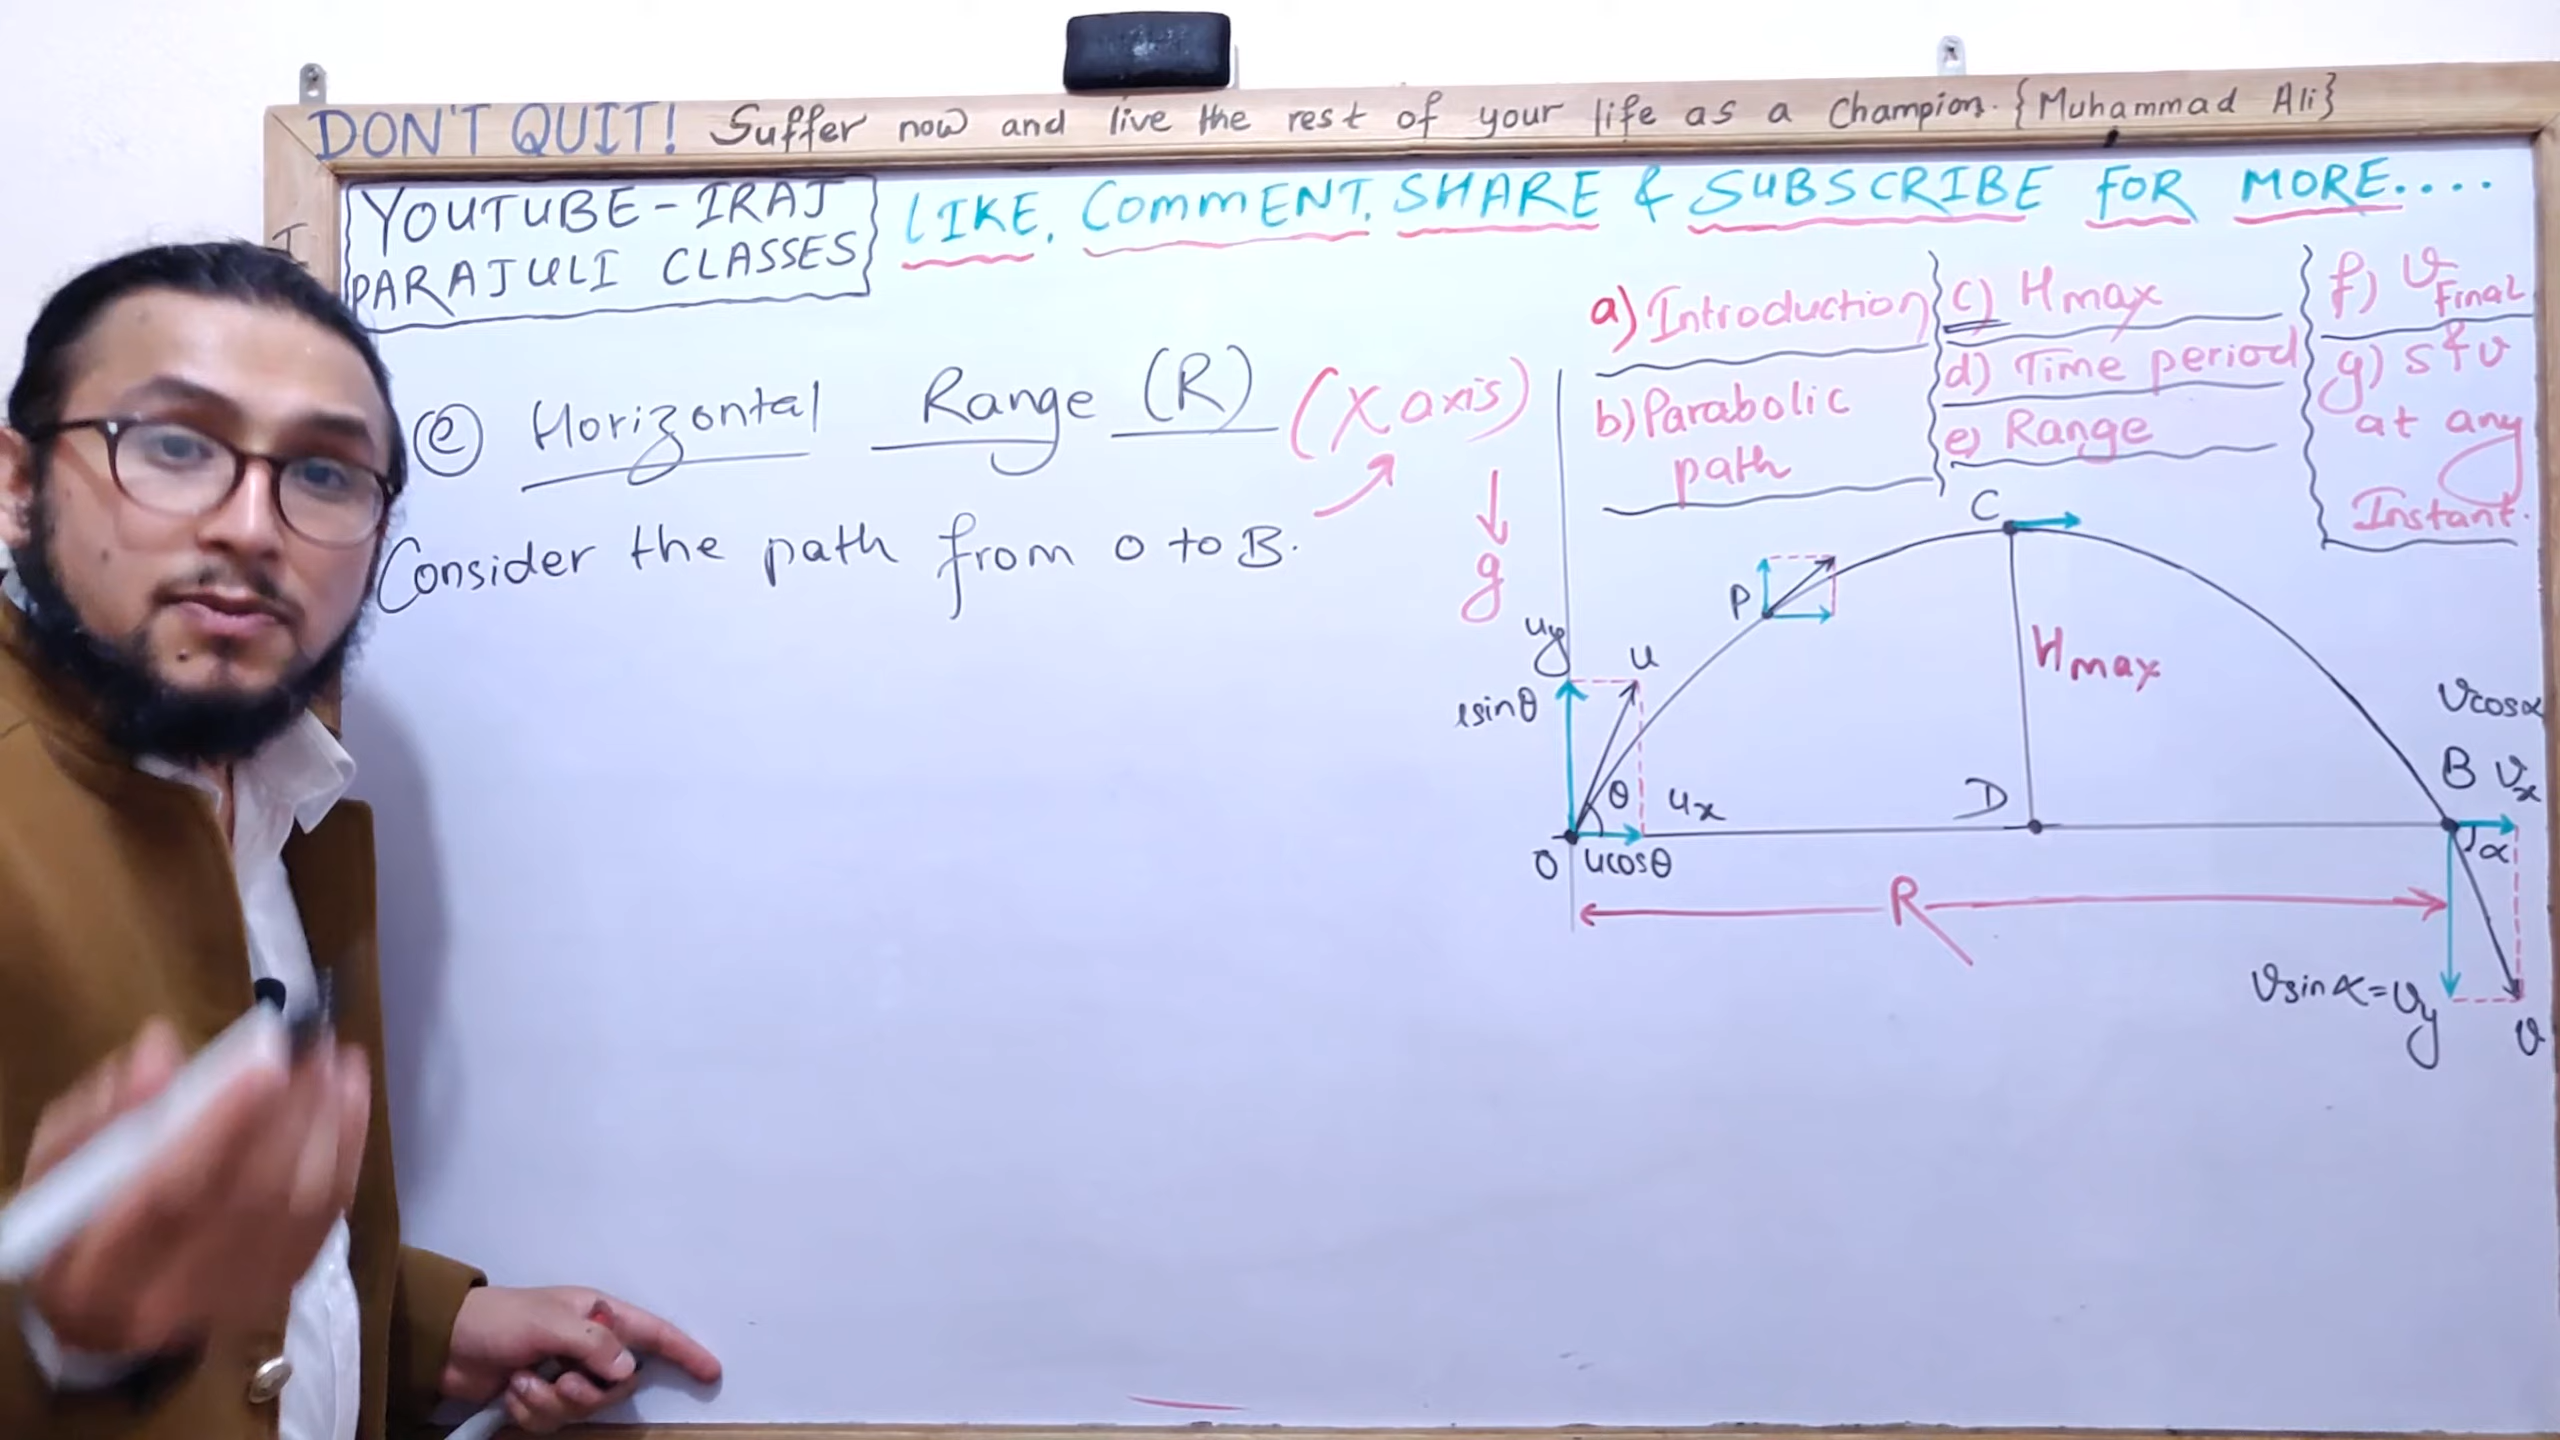 DON'T QUIT! Suffer now and live the rest of your life as a Champion. {Muhammad Ali}
I
YOUTUBE-IRAJ
PARAJULI CLASSES
LIKE, COMMENT, SHARE & SUBSCRIBE FOR MORE....
a) Introduction
b) Parabolic
path
c) Hmax
d) Time period
e) Range
f) vFinal
g) s & v
at any
Instant.
e Horizontal Range (R) (X axis)
g
Consider the path from O to B.
C
P
Hmax
uy
u
usinθ
θ
ux
D
O
ucosθ
R
vcosα
B vx
α
vsinα=vy
v